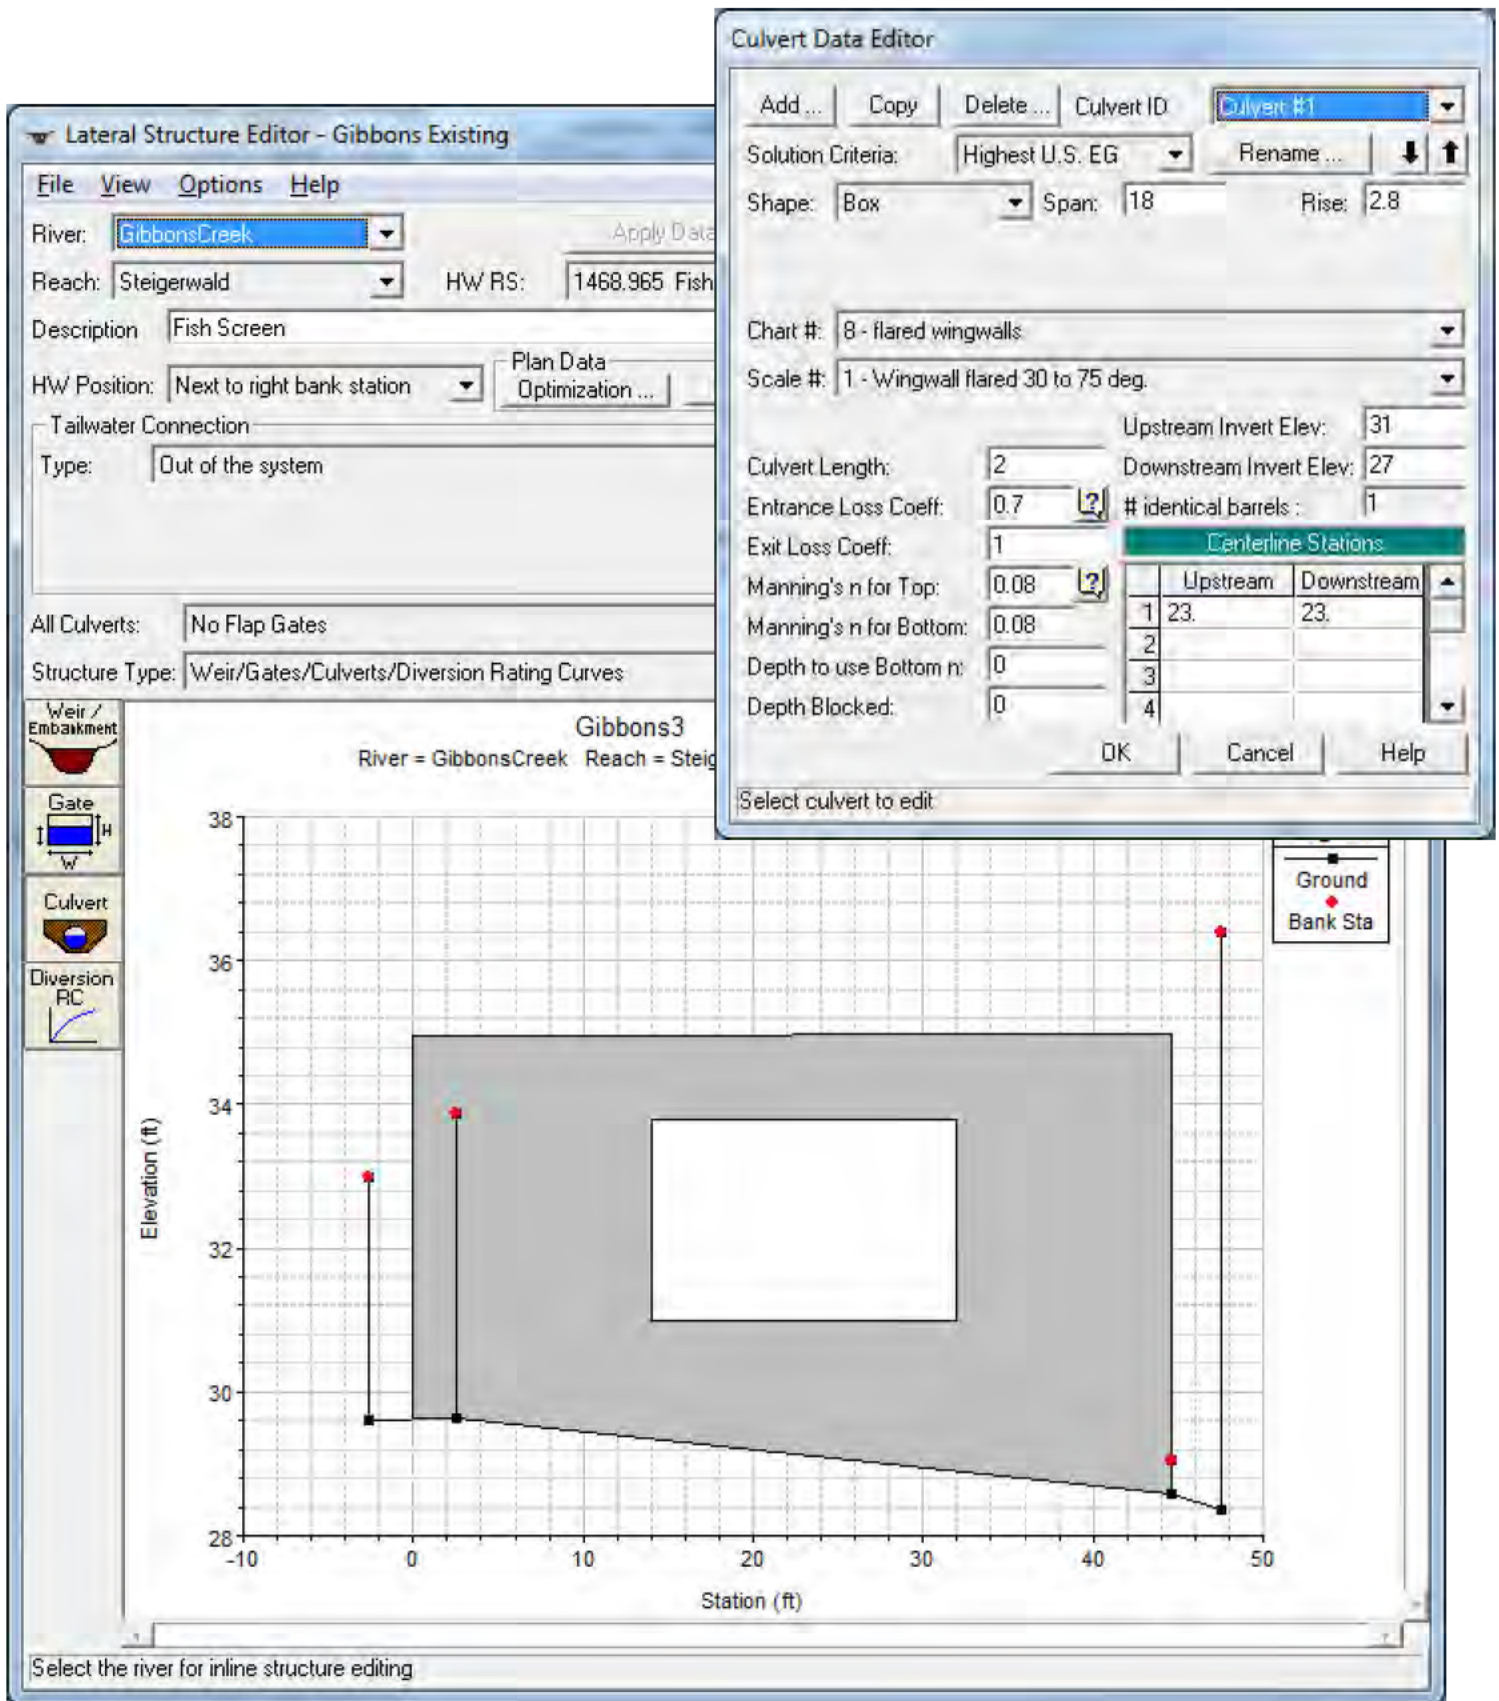 Culvert Data Editor
Add ... Copy Delete ... Culvert ID Culvert #1
Solution Criteria: Highest U.S. EG Rename ...
Shape: Box Span: 18 Rise: 2.8
Chart #: 8 - flared wingwalls
Scale #: 1 - Wingwall flared 30 to 75 deg.
Upstream Invert Elev: 31
Culvert Length: 2 Downstream Invert Elev: 27
Entrance Loss Coeff: 0.7 ? # identical barrels : 1
Exit Loss Coeff: 1 Centerline Stations
Manning's n for Top: 0.08 ? Upstream Downstream
1 23. 23.
Manning's n for Bottom: 0.08
2
Depth to use Bottom n: 0
3
Depth Blocked: 0
4
OK Cancel Help
Select culvert to edit
Lateral Structure Editor - Gibbons Existing
File View Options Help
River: GibbonsCreek Apply Data
Reach: Steigerwald HW RS: 1468.965 Fish
Description Fish Screen
Plan Data
HW Position: Next to right bank station Optimization ...
Tailwater Connection
Type: Out of the system
All Culverts: No Flap Gates
Structure Type: Weir/Gates/Culverts/Diversion Rating Curves
Weir /
Embankment
Gate
H
W
Culvert
Diversion
RC
Gibbons3
River = GibbonsCreek Reach = Steig
Ground
Bank Sta
38
36
34
32
30
28
Elevation (ft)
-10 0 10 20 30 40 50
Station (ft)
Select the river for inline structure editing